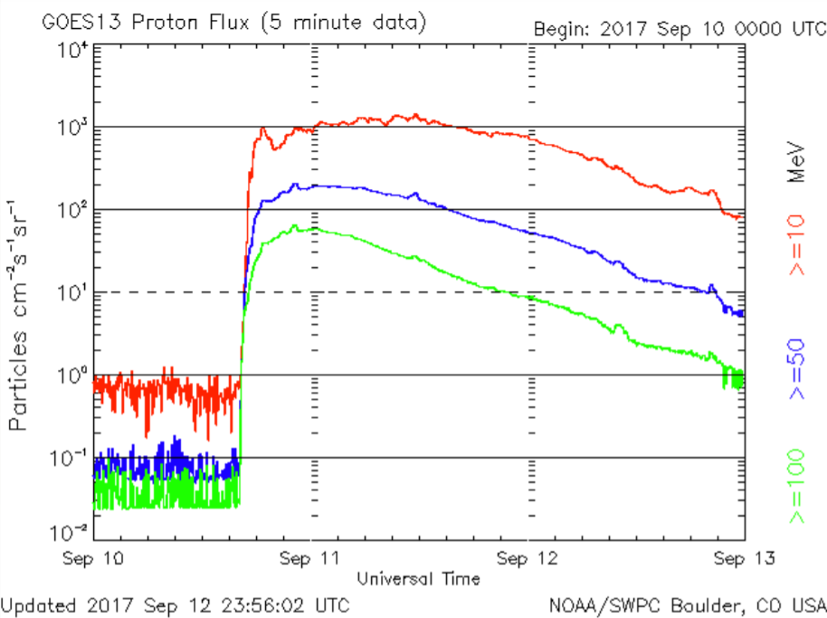 GOES13 Proton Flux (5 minute data)
Begin: 2017 Sep 10 0000 UTC
10⁴
10³
10²
10¹
10⁰
10⁻¹
10⁻²
Particles cm⁻²s⁻¹sr⁻¹
Sep 10
Sep 11
Sep 12
Sep 13
Universal Time
MeV
>=10
>=50
>=100
Updated 2017 Sep 12 23:56:02 UTC
NOAA/SWPC Boulder, CO USA